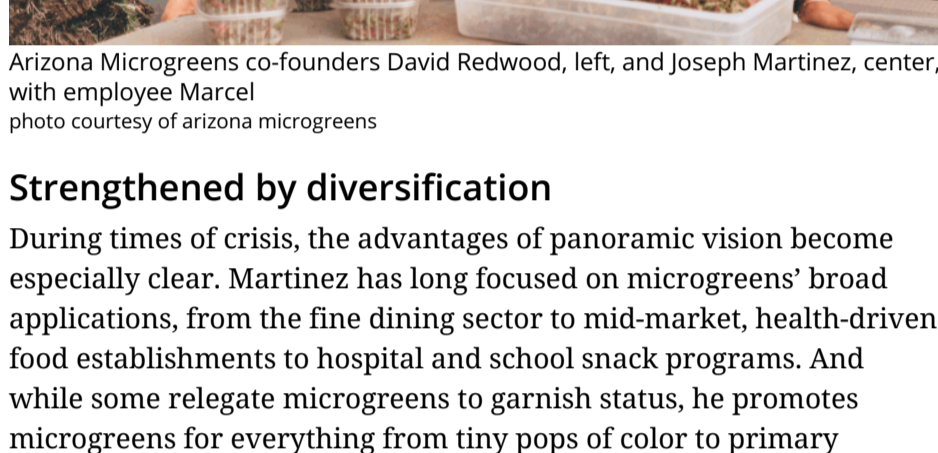 Arizona Microgreens co-founders David Redwood, left, and Joseph Martinez, center,
with employee Marcel
photo courtesy of arizona microgreens
Strengthened by diversification
During times of crisis, the advantages of panoramic vision become
especially clear. Martinez has long focused on microgreens’ broad
applications, from the fine dining sector to mid-market, health-driven
food establishments to hospital and school snack programs. And
while some relegate microgreens to garnish status, he promotes
microgreens for everything from tiny pops of color to primary